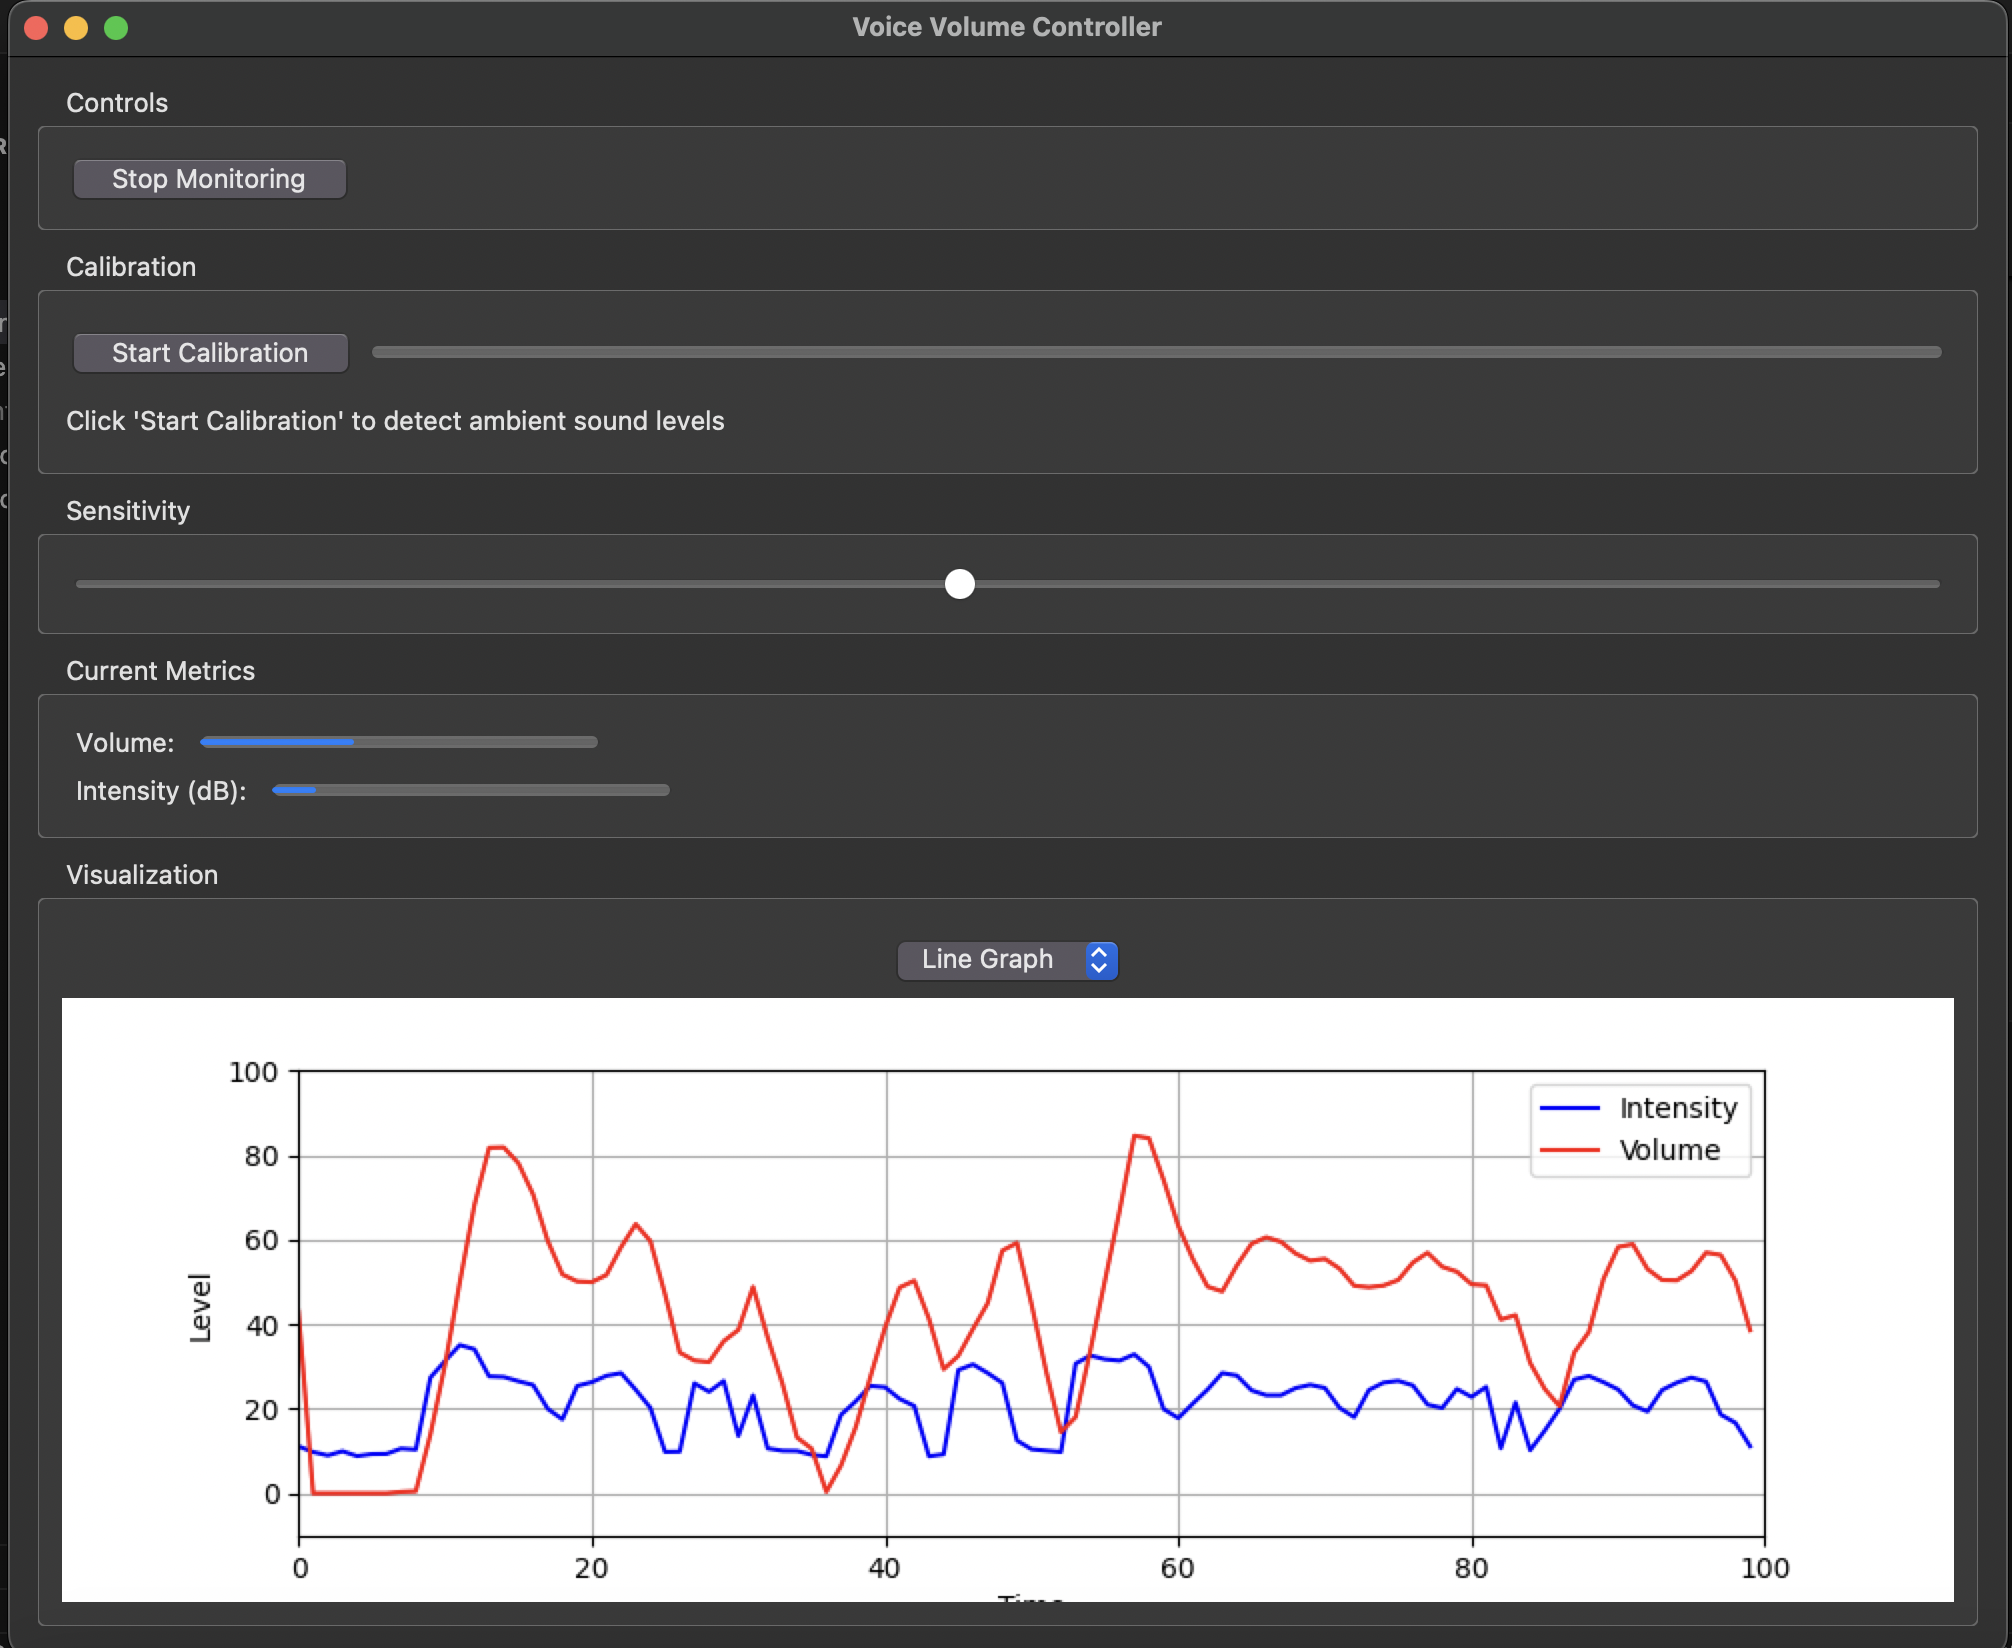 Voice Volume Controller
Controls
Stop Monitoring
Calibration
Start Calibration
Click 'Start Calibration' to detect ambient sound levels
Sensitivity
Current Metrics
Volume:
Intensity (dB):
Visualization
Line Graph
100
80
60
40
20
0
Level
Intensity
Volume
0 20 40 60 80 100